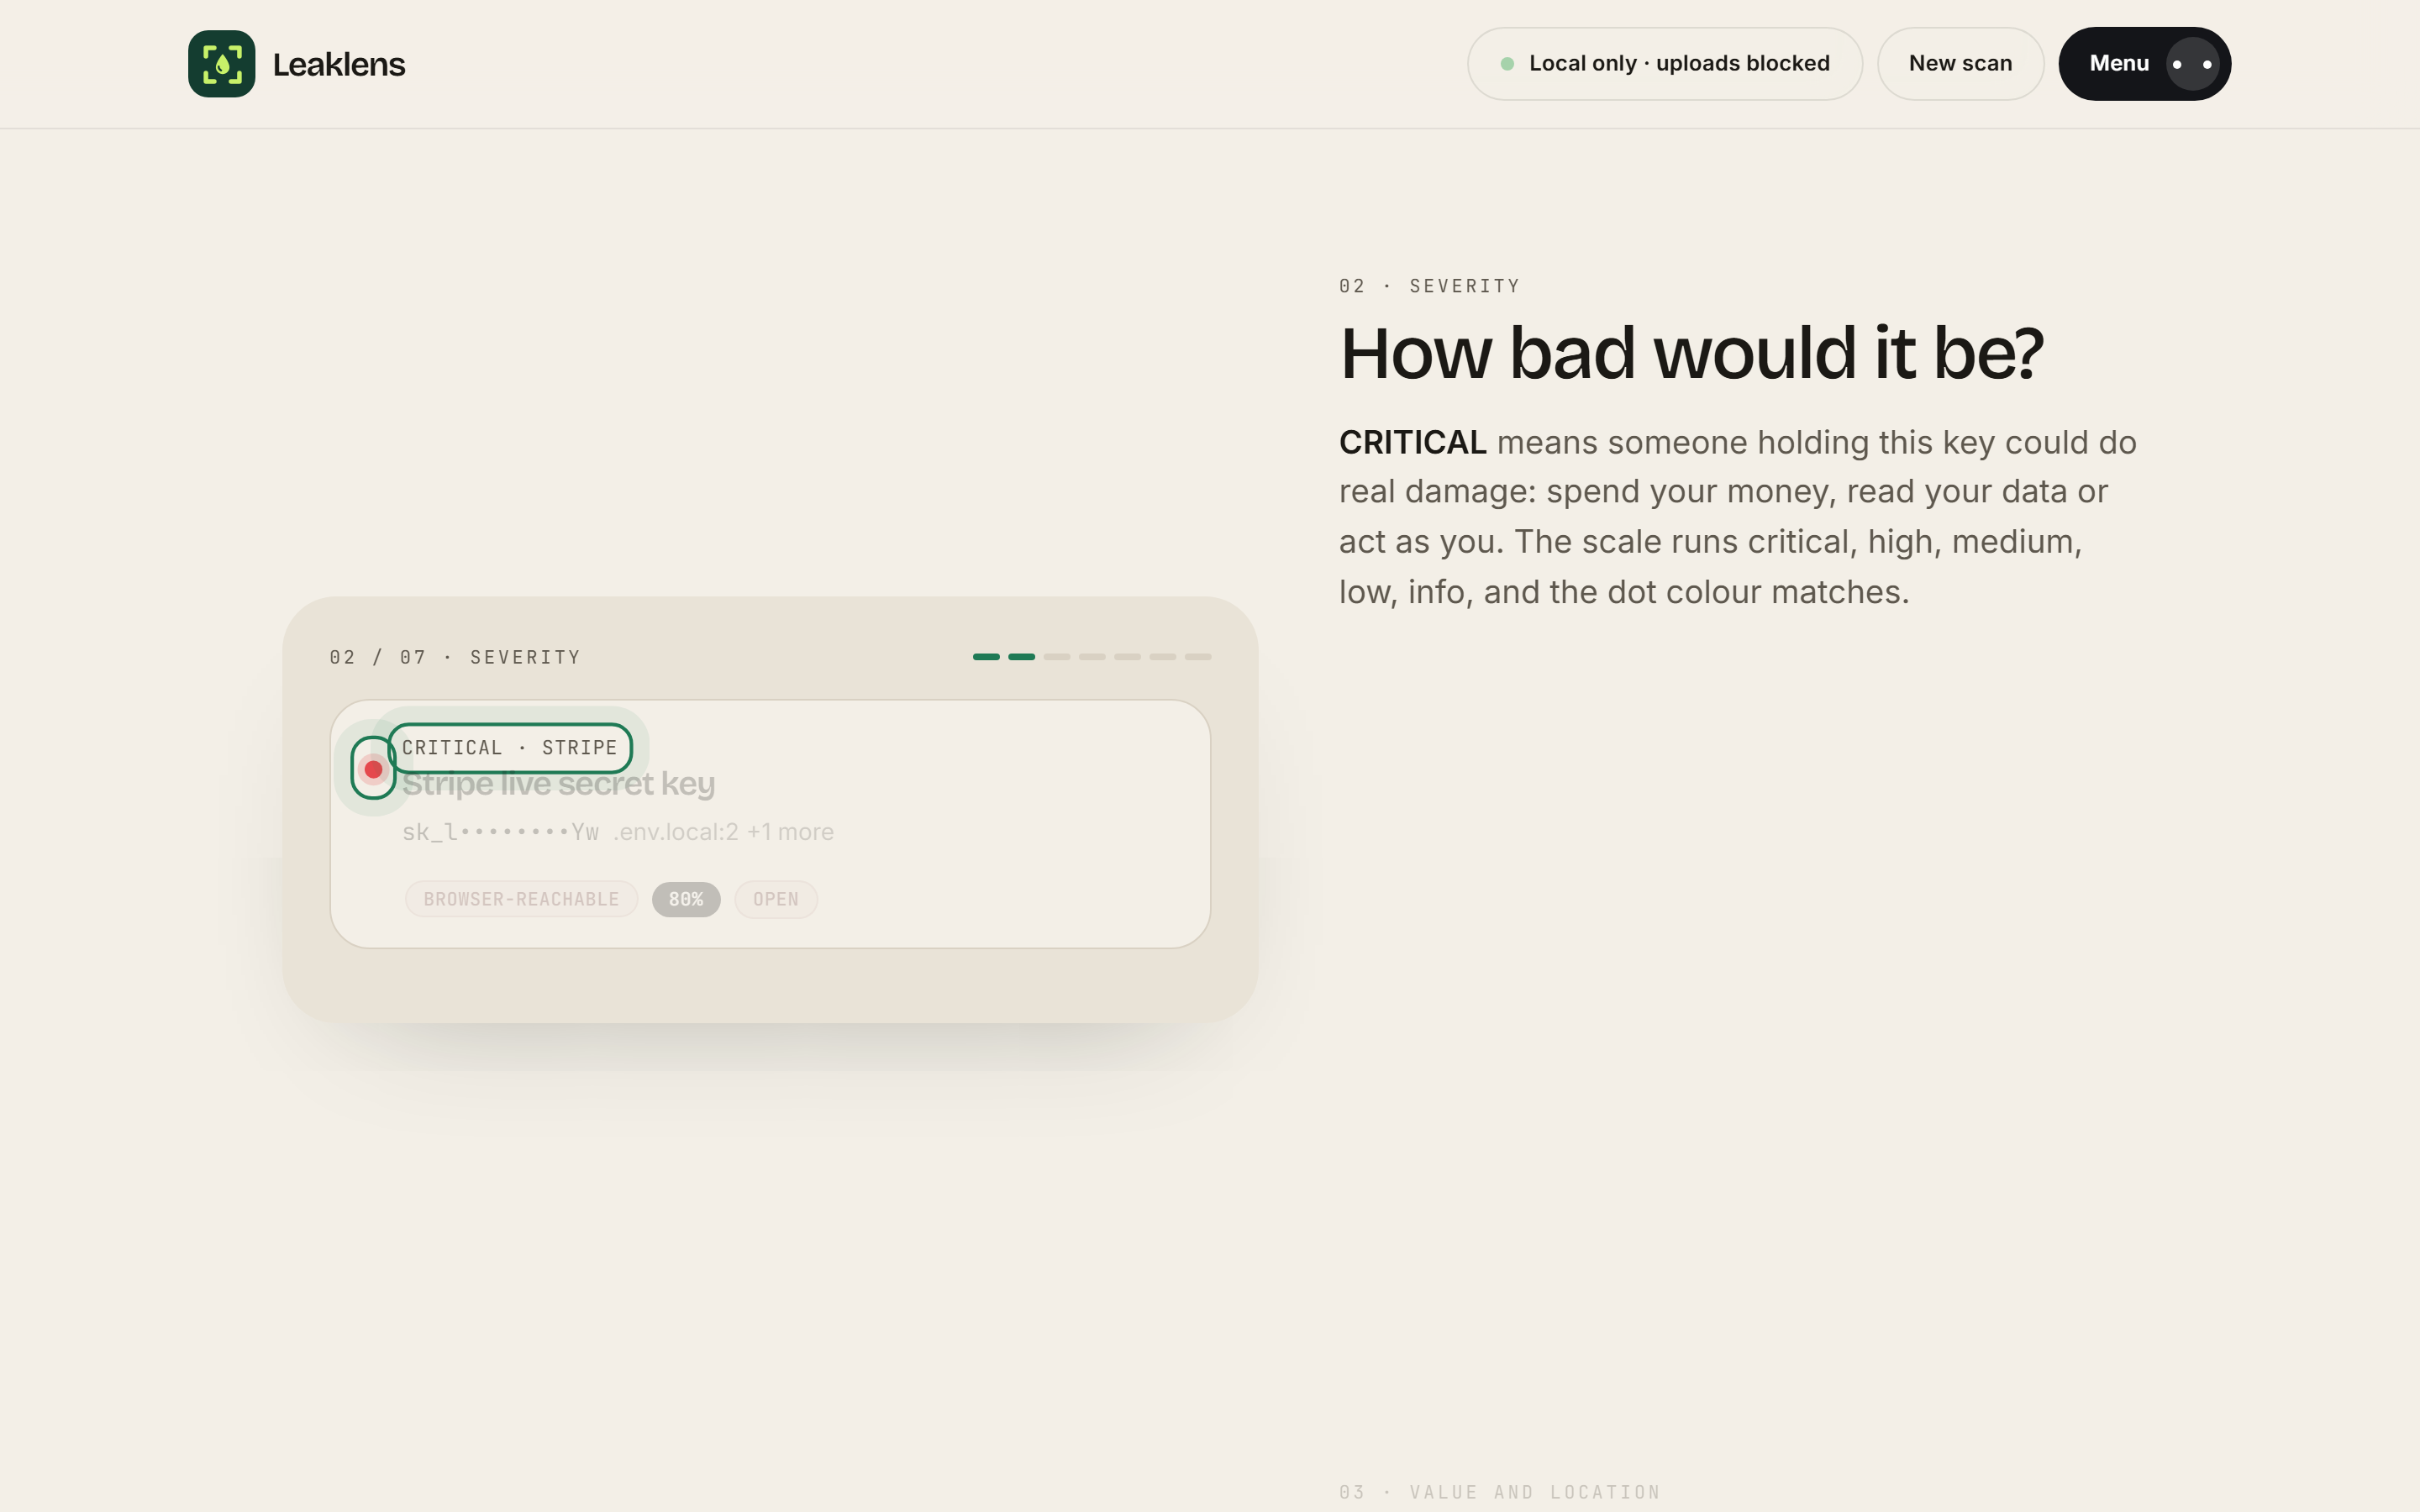 Leaklens
Local only · uploads blocked
New scan
Menu
02 · SEVERITY
How bad would it be?
CRITICAL means someone holding this key could do
real damage: spend your money, read your data or
act as you. The scale runs critical, high, medium,
low, info, and the dot colour matches.
02 / 07 · SEVERITY
CRITICAL · STRIPE
Stripe live secret key
sk_l••••••••Yw .env.local:2 +1 more
BROWSER-REACHABLE 80% OPEN
03 · VALUE AND LOCATION